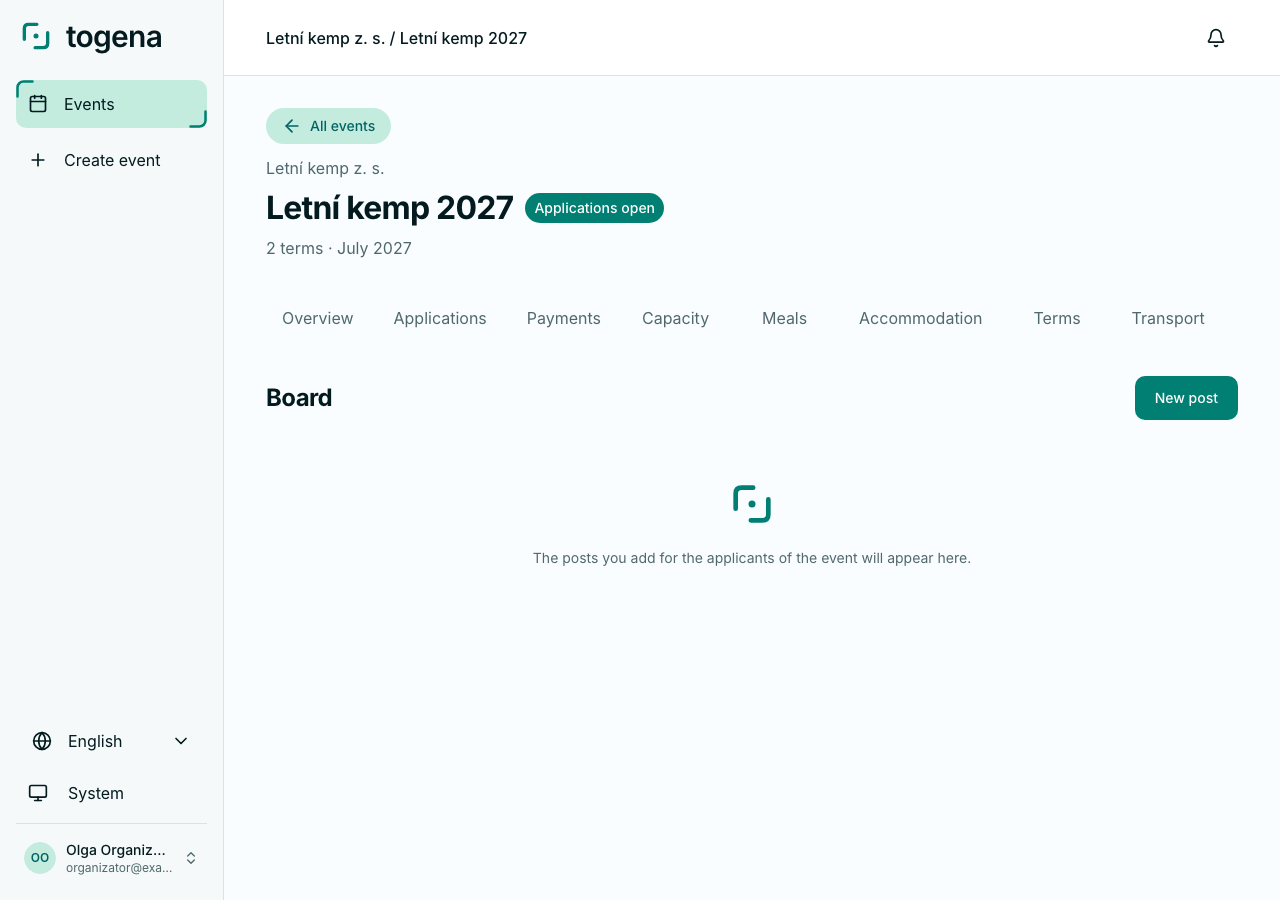 togena
Letní kemp z. s. / Letní kemp 2027
Events
Create event
All events
Letní kemp z. s.
Letní kemp 2027
Applications open
2 terms · July 2027
Overview Applications Payments Capacity Meals Accommodation Terms Transport
Board
New post
The posts you add for the applicants of the event will appear here.
English
System
OO
Olga Organiz...
organizator@exa...